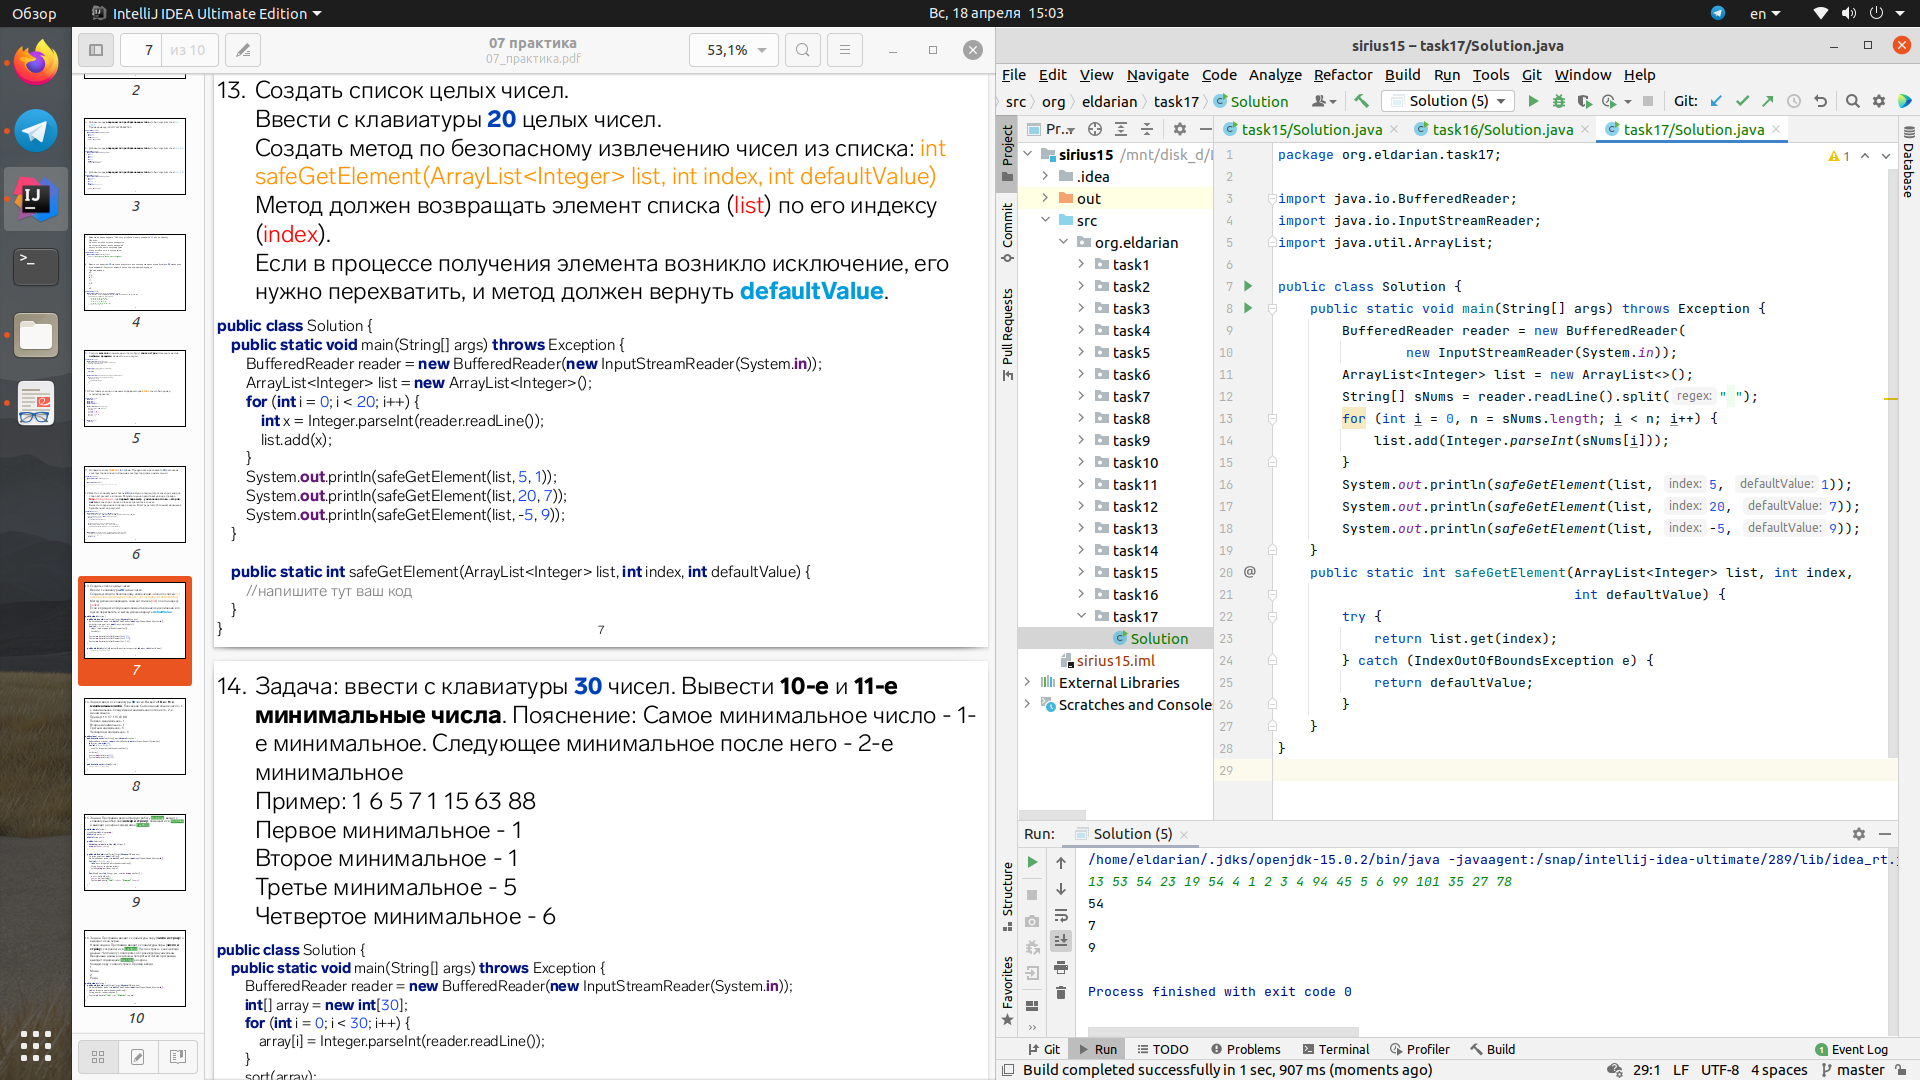 Обзор
IntelliJ IDEA Ultimate Edition
Вс, 18 апреля 15:03
en
7
из 10
07 практика
07_практика.pdf
53,1%
2
3
4
5
6
7
8
9
10
13. Создать список целых чисел.
Ввести с клавиатуры 20 целых чисел.
Создать метод по безопасному извлечению чисел из списка: int
safeGetElement(ArrayList<Integer> list, int index, int defaultValue)
Метод должен возвращать элемент списка (list) по его индексу
(index).
Если в процессе получения элемента возникло исключение, его
нужно перехватить, и метод должен вернуть defaultValue.
public class Solution {
public static void main(String[] args) throws Exception {
BufferedReader reader = new BufferedReader(new InputStreamReader(System.in));
ArrayList<Integer> list = new ArrayList<Integer>();
for (int i = 0; i < 20; i++) {
int x = Integer.parseInt(reader.readLine());
list.add(x);
}
System.out.println(safeGetElement(list, 5, 1));
System.out.println(safeGetElement(list, 20, 7));
System.out.println(safeGetElement(list, -5, 9));
}
public static int safeGetElement(ArrayList<Integer> list, int index, int defaultValue) {
//напишите тут ваш код
}
}
7
14. Задача: ввести с клавиатуры 30 чисел. Вывести 10-е и 11-е
минимальные числа. Пояснение: Самое минимальное число - 1-
е минимальное. Следующее минимальное после него - 2-е
минимальное
Пример: 1 6 5 7 1 15 63 88
Первое минимальное - 1
Второе минимальное - 1
Третье минимальное - 5
Четвертое минимальное - 6
public class Solution {
public static void main(String[] args) throws Exception {
BufferedReader reader = new BufferedReader(new InputStreamReader(System.in));
int[] array = new int[30];
for (int i = 0; i < 30; i++) {
array[i] = Integer.parseInt(reader.readLine());
}
sort(array);
sirius15 – task17/Solution.java
File Edit View Navigate Code Analyze Refactor Build Run Tools Git Window Help
src org eldarian task17 Solution
Solution (5)
Git:
Pr...
task15/Solution.java
task16/Solution.java
task17/Solution.java
Project
Commit
Pull Requests
Structure
Favorites
Database
sirius15 /mnt/disk_d/
.idea
out
src
org.eldarian
task1
task2
task3
task4
task5
task6
task7
task8
task9
task10
task11
task12
task13
task14
task15
task16
task17
Solution
sirius15.iml
External Libraries
Scratches and Console
1
1 package org.eldarian.task17;
2
3 import java.io.BufferedReader;
4 import java.io.InputStreamReader;
5 import java.util.ArrayList;
6
7 public class Solution {
8 public static void main(String[] args) throws Exception {
9 BufferedReader reader = new BufferedReader(
10 new InputStreamReader(System.in));
11 ArrayList<Integer> list = new ArrayList<>();
12 String[] sNums = reader.readLine().split( regex: " ");
13 for (int i = 0, n = sNums.length; i < n; i++) {
14 list.add(Integer.parseInt(sNums[i]));
15 }
16 System.out.println(safeGetElement(list, index: 5, defaultValue: 1));
17 System.out.println(safeGetElement(list, index: 20, defaultValue: 7));
18 System.out.println(safeGetElement(list, index: -5, defaultValue: 9));
19 }
20 @ public static int safeGetElement(ArrayList<Integer> list, int index,
21 int defaultValue) {
22 try {
23 return list.get(index);
24 } catch (IndexOutOfBoundsException e) {
25 return defaultValue;
26 }
27 }
28 }
29
Run: Solution (5)
/home/eldarian/.jdks/openjdk-15.0.2/bin/java -javaagent:/snap/intellij-idea-ultimate/289/lib/idea_rt.
13 53 54 23 19 54 4 1 2 3 4 94 45 5 6 99 101 35 27 78
54
7
9
Process finished with exit code 0
Git Run TODO Problems Terminal Profiler Build
1 Event Log
Build completed successfully in 1 sec, 907 ms (moments ago)
29:1 LF UTF-8 4 spaces master